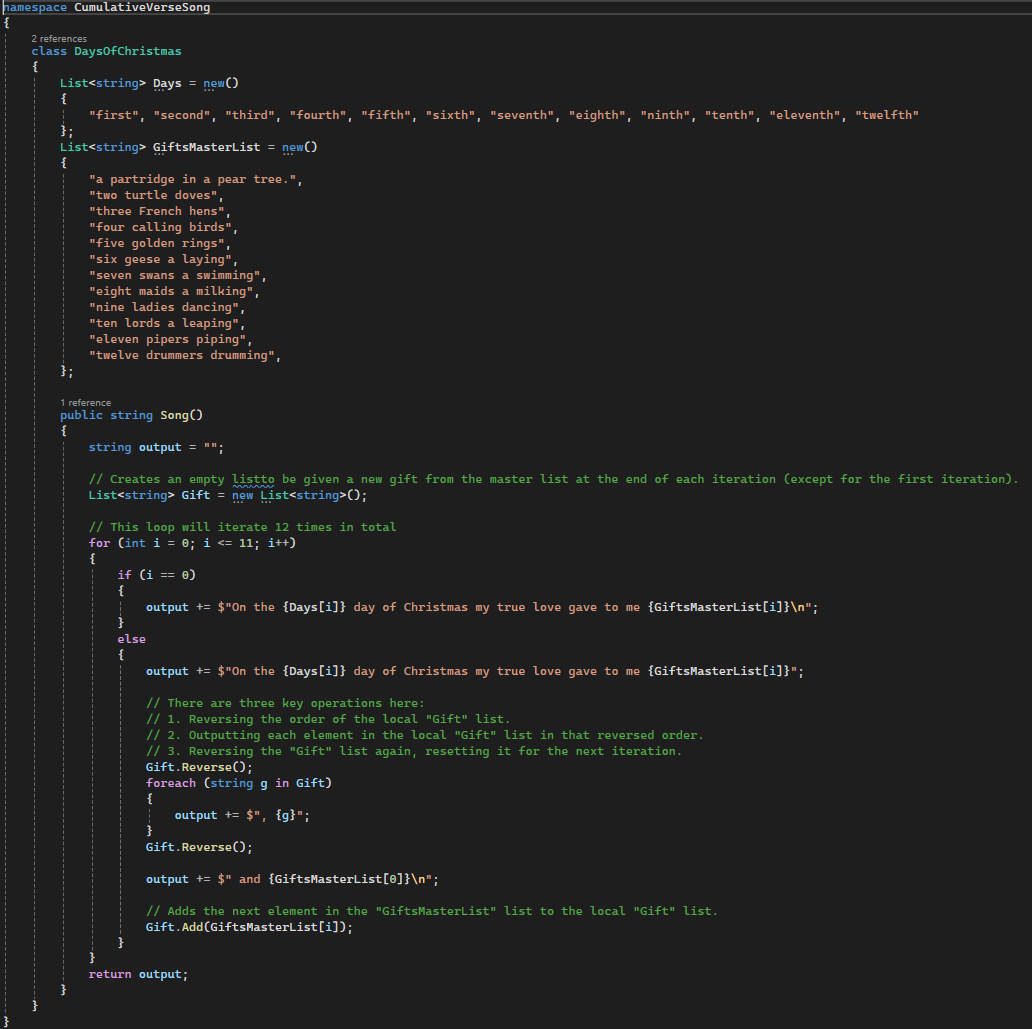 namespace CumulativeVerseSong
{
2 references
class DaysOfChristmas
{
List<string> Days = new()
{
"first", "second", "third", "fourth", "fifth", "sixth", "seventh", "eighth", "ninth", "tenth", "eleventh", "twelfth"
};
List<string> GiftsMasterList = new()
{
"a partridge in a pear tree.",
"two turtle doves",
"three French hens",
"four calling birds",
"five golden rings",
"six geese a laying",
"seven swans a swimming",
"eight maids a milking",
"nine ladies dancing",
"ten lords a leaping",
"eleven pipers piping",
"twelve drummers drumming",
};
1 reference
public string Song()
{
string output = "";
// Creates an empty listto be given a new gift from the master list at the end of each iteration (except for the first iteration).
List<string> Gift = new List<string>();
// This loop will iterate 12 times in total
for (int i = 0; i <= 11; i++)
{
if (i == 0)
{
output += $"On the {Days[i]} day of Christmas my true love gave to me {GiftsMasterList[i]}\n";
}
else
{
output += $"On the {Days[i]} day of Christmas my true love gave to me {GiftsMasterList[i]}";
// There are three key operations here:
// 1. Reversing the order of the local "Gift" list.
// 2. Outputting each element in the local "Gift" list in that reversed order.
// 3. Reversing the "Gift" list again, resetting it for the next iteration.
Gift.Reverse();
foreach (string g in Gift)
{
output += $", {g}";
}
Gift.Reverse();
output += $" and {GiftsMasterList[0]}\n";
// Adds the next element in the "GiftsMasterList" list to the local "Gift" list.
Gift.Add(GiftsMasterList[i]);
}
}
return output;
}
}
}